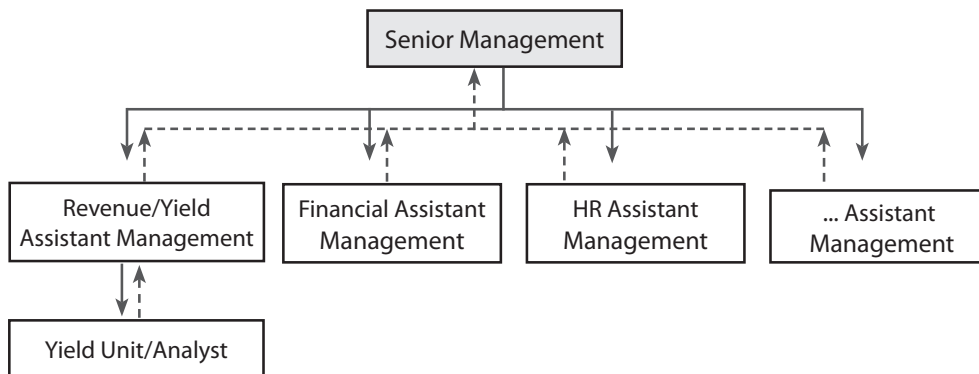 Senior Management
Revenue/Yield
Assistant Management
Financial Assistant
Management
HR Assistant
Management
... Assistant
Management
Yield Unit/Analyst